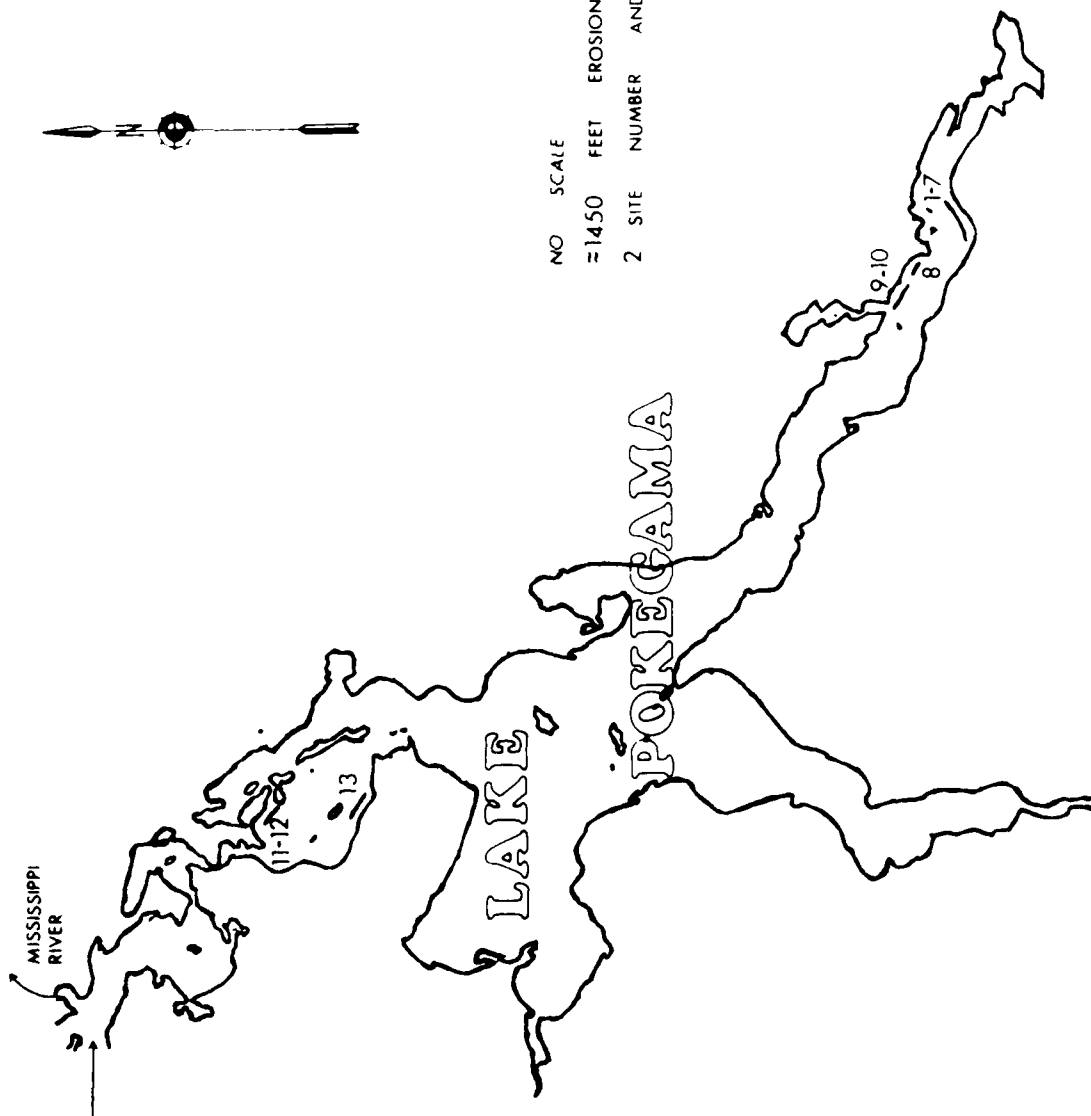 MISSISSIPPI
RIVER
N
NO SCALE
≈1450 FEET EROSION
2 SITE NUMBER AND
11-12
13
LAKE
POKEGAMA
9-10
8
1-7